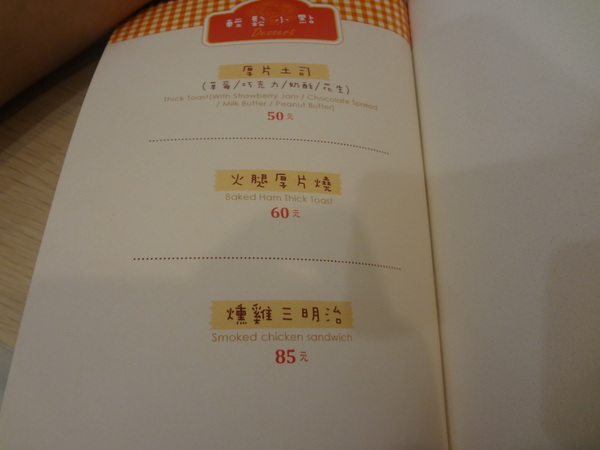 輕鬆小點
Dessert
厚片土司
(草莓/巧克力/奶酥/花生)
Thick Toast(With Strawberry Jam / Chocolate Spread
/ Milk Butter / Peanut Butter)
50元
火腿厚片燒
Baked Ham Thick Toast
60元
燻雞三明治
Smoked chicken sandwich
85元